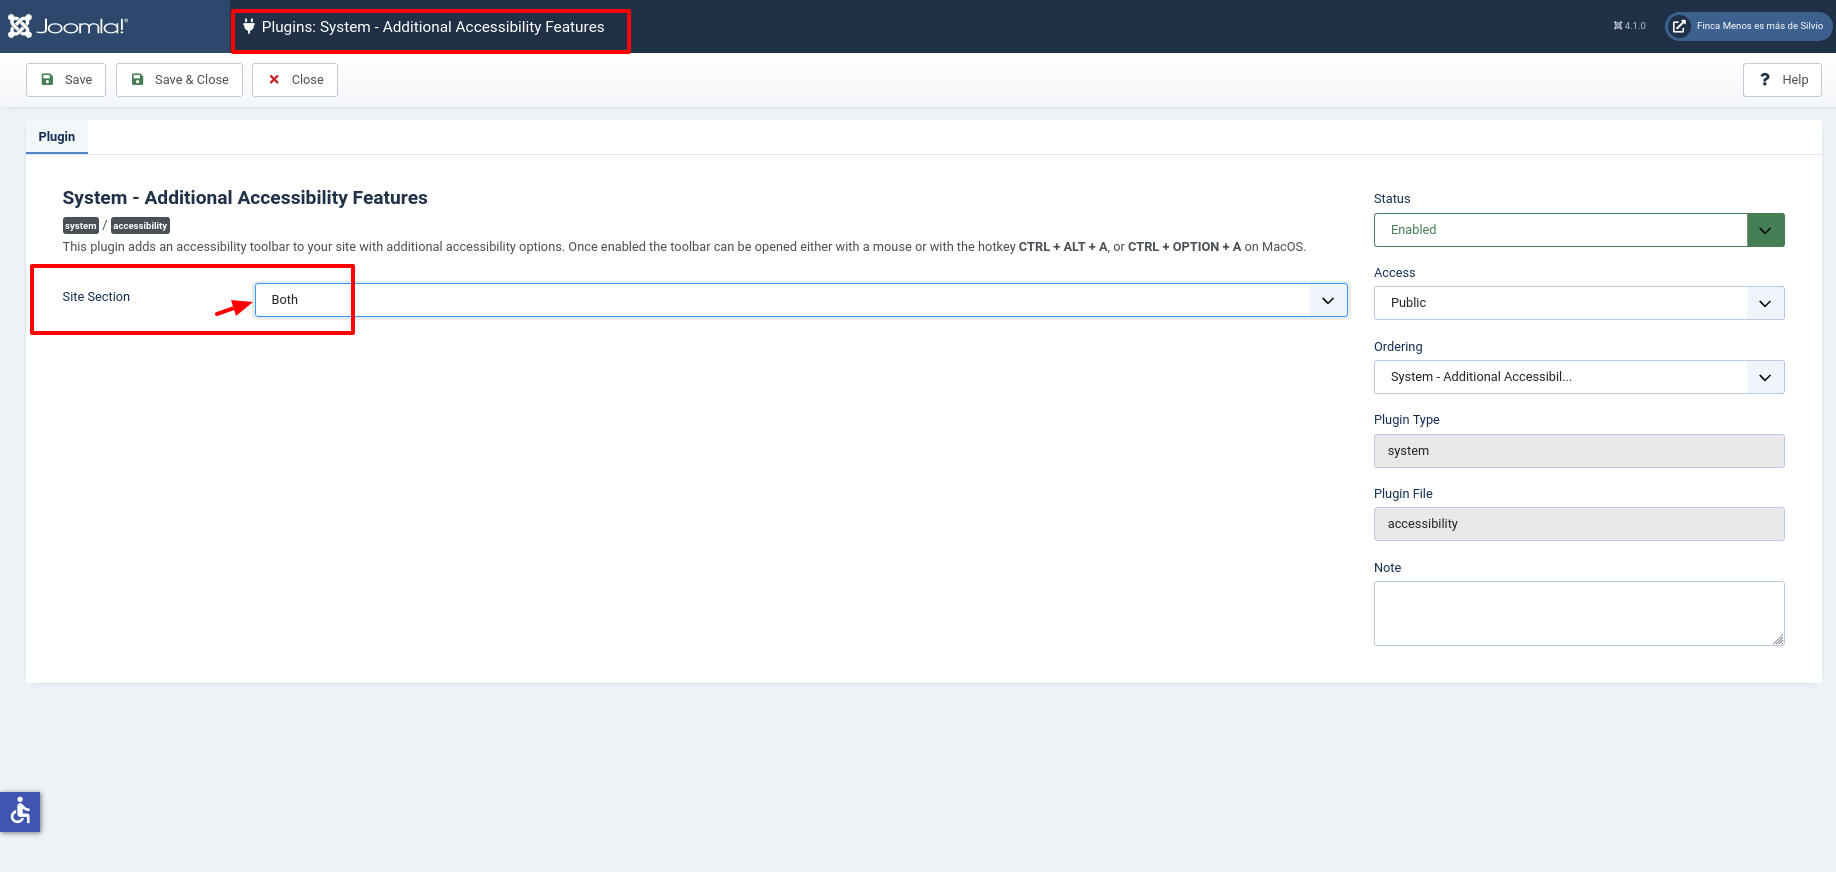 Joomla!®
Plugins: System - Additional Accessibility Features
4.1.0
Finca Menos es más de Silvio
Save
Save & Close
Close
? Help
Plugin
System - Additional Accessibility Features
system / accessibility
This plugin adds an accessibility toolbar to your site with additional accessibility options. Once enabled the toolbar can be opened either with a mouse or with the hotkey CTRL + ALT + A, or CTRL + OPTION + A on MacOS.
Site Section
Both
Status
Enabled
Access
Public
Ordering
System - Additional Accessibil...
Plugin Type
system
Plugin File
accessibility
Note